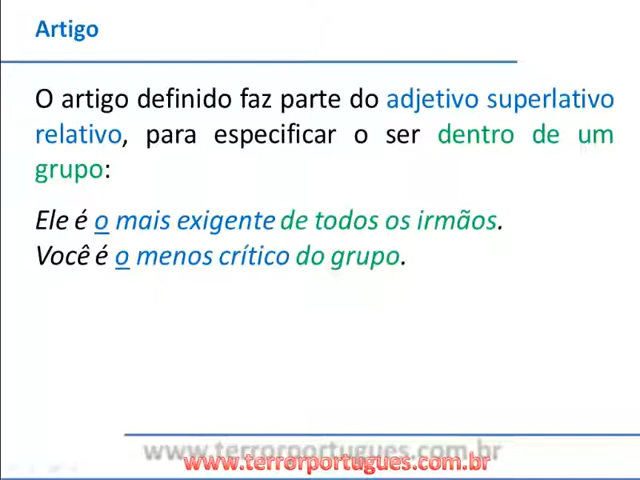 Artigo
O artigo definido faz parte do adjetivo superlativo
relativo, para especificar o ser dentro de um
grupo:
Ele é o mais exigente de todos os irmãos.
Você é o menos crítico do grupo.
www.terrorportugues.com.br
www.terrorportugues.com.br